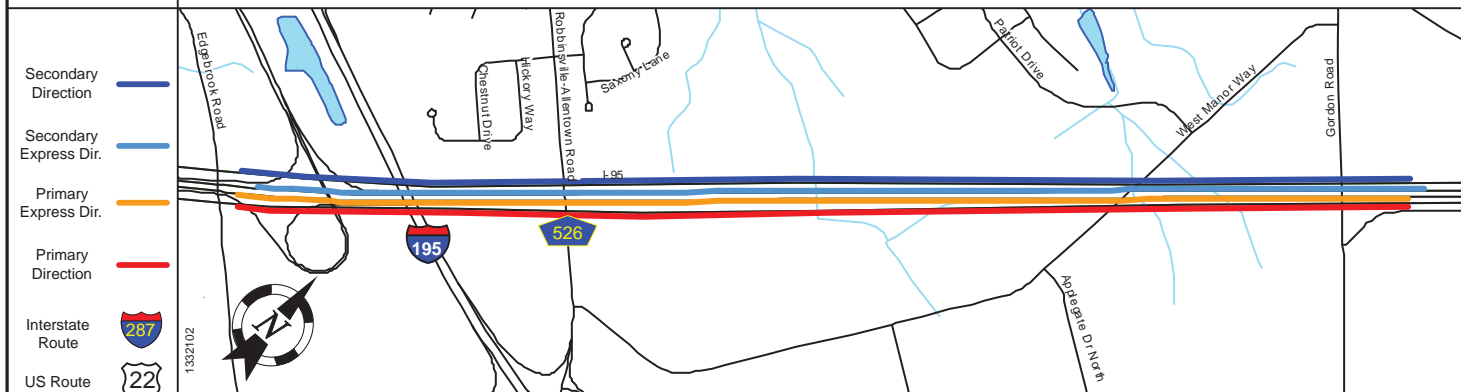 Secondary
Direction
Secondary
Express Dir.
Primary
Express Dir.
Primary
Direction
Interstate
Route
287
US Route
22
Edgebrook Road
1332102
N
195
Chestnut Drive
Hickory Way
Robbinsville-Allentown Road
Saxony Lane
I-95
526
Patriot Drive
West Manor Way
Gordon Road
Applegate Dr North